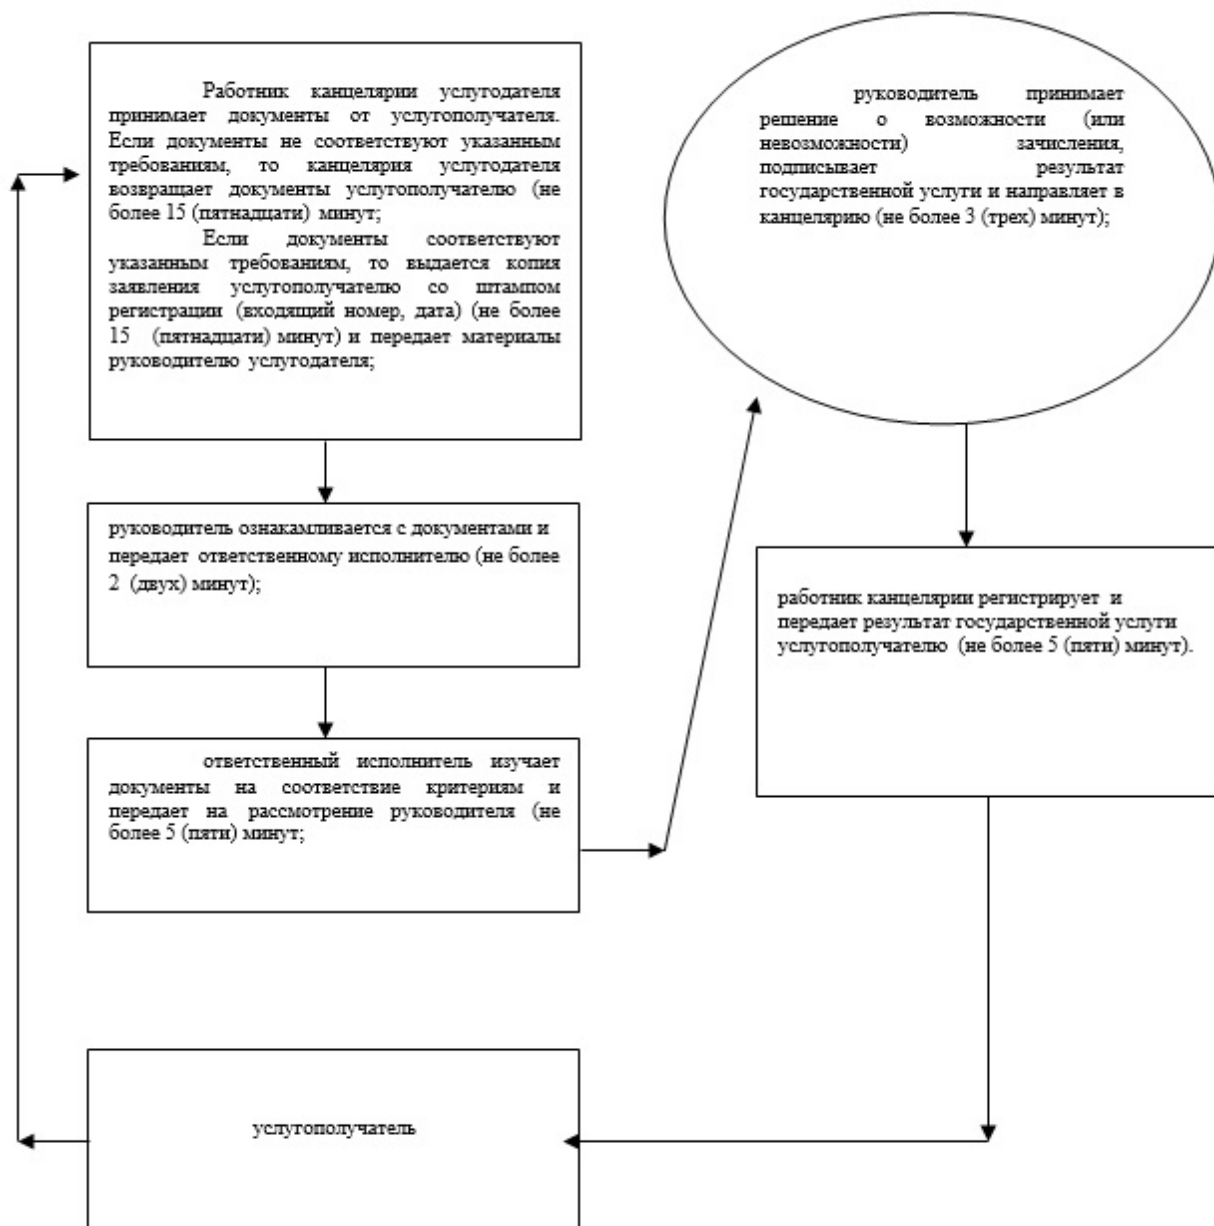 Работник канцелярии услугодателя
принимает документы от услугополучателя.
Если документы не соответствуют указанным
требованиям, то канцелярия услугодателя
возвращает документы услугополучателю (не
более 15 (пятнадцати) минут;
Если документы соответствуют
указанным требованиям, то выдается копия
заявления услугополучателю со штампом
регистрации (входящий номер, дата) (не более
15 (пятнадцати) минут) и передает материалы
руководителю услугодателя;
руководитель ознакамливается с документами и
передает ответственному исполнителю (не более
2 (двух) минут);
ответственный исполнитель изучает
документы на соответствие критериям и
передает на рассмотрение руководителя (не
более 5 (пяти) минут;
руководитель принимает
решение о возможности (или
невозможности) зачисления,
подписывает результат
государственной услуги и направляет в
канцелярию (не более 3 (трех) минут);
работник канцелярии регистрирует и
передает результат государственной услуги
услугополучателю (не более 5 (пяти) минут).
услугополучатель